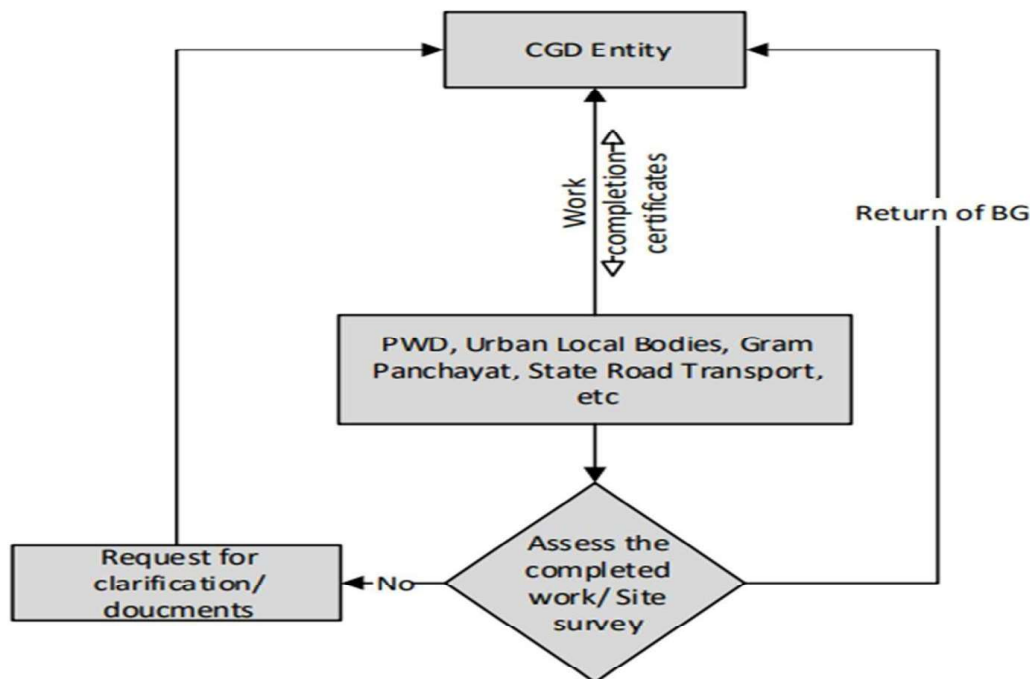 CGD Entity
Work
completion
certificates
Return of BG
PWD, Urban Local Bodies, Gram
Panchayat, State Road Transport,
etc
Request for
clarification/
doucments
No
Assess the
completed
work/ Site
survey